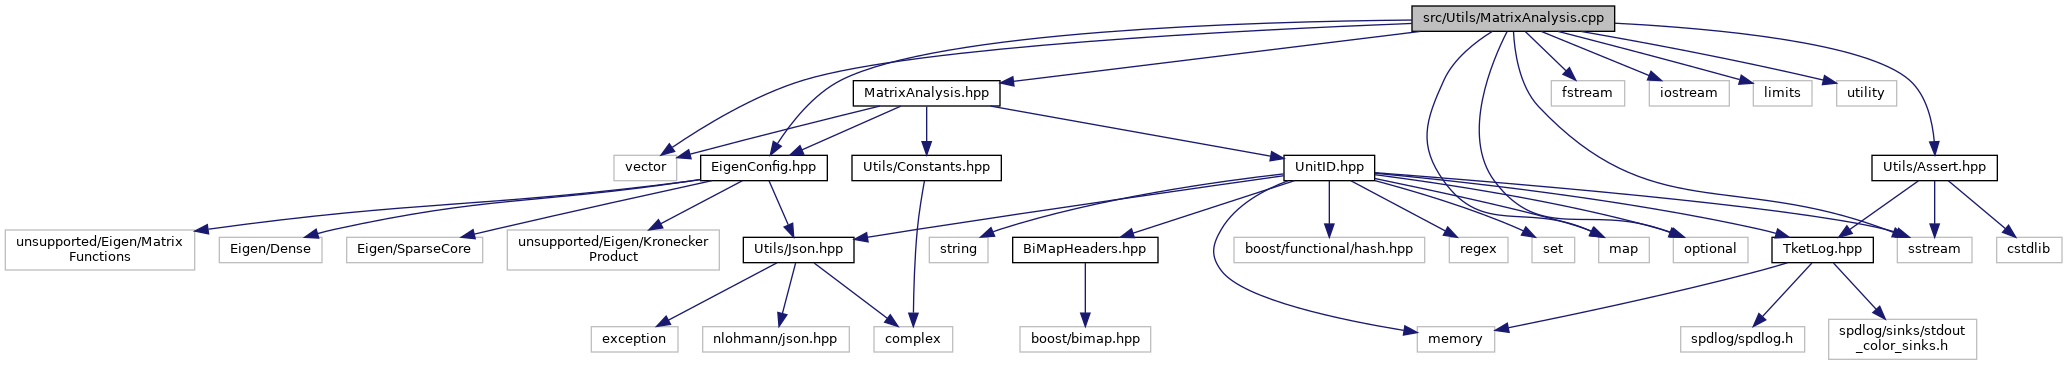 src/Utils/MatrixAnalysis.cpp
MatrixAnalysis.hpp
fstream
iostream
limits
utility
vector
EigenConfig.hpp
Utils/Constants.hpp
UnitID.hpp
Utils/Assert.hpp
unsupported/Eigen/Matrix
Functions
Eigen/Dense
Eigen/SparseCore
unsupported/Eigen/Kronecker
Product
Utils/Json.hpp
string
BiMapHeaders.hpp
boost/functional/hash.hpp
regex
set
map
optional
TketLog.hpp
sstream
cstdlib
exception
nlohmann/json.hpp
complex
boost/bimap.hpp
memory
spdlog/spdlog.h
spdlog/sinks/stdout
_color_sinks.h